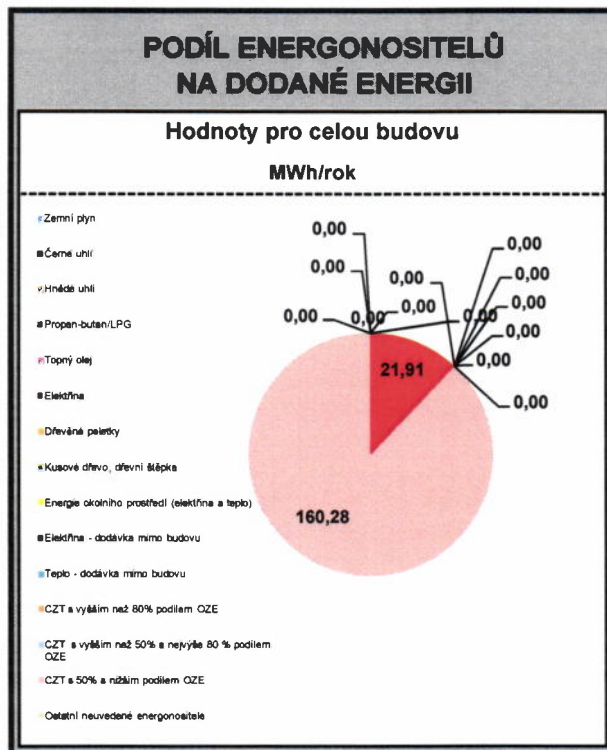 PODÍL ENERGONOSITELŮ
NA DODANÉ ENERGII
Hodnoty pro celou budovu
MWh/rok
Zemní plyn
Černé uhlí
Hnědé uhlí
Propan-butan/LPG
Topný olej
Elektřina
Dřevěné peletky
Kusové dřevo, dřevní štěpka
Energie okolního prostředí (elektřina a teplo)
Elektřina - dodávka mimo budovu
Teplo - dodávka mimo budovu
CZT s vyšším než 80% podílem OZE
CZT s vyšším než 50% a nejvýše 80 % podílem
OZE
CZT s 50% a nižším podílem OZE
Ostatní neuvedené energonositele
0,00
0,00
0,00
0,00
0,00
0,00
0,00
0,00
0,00
0,00
0,00
0,00
0,00
21,91
160,28